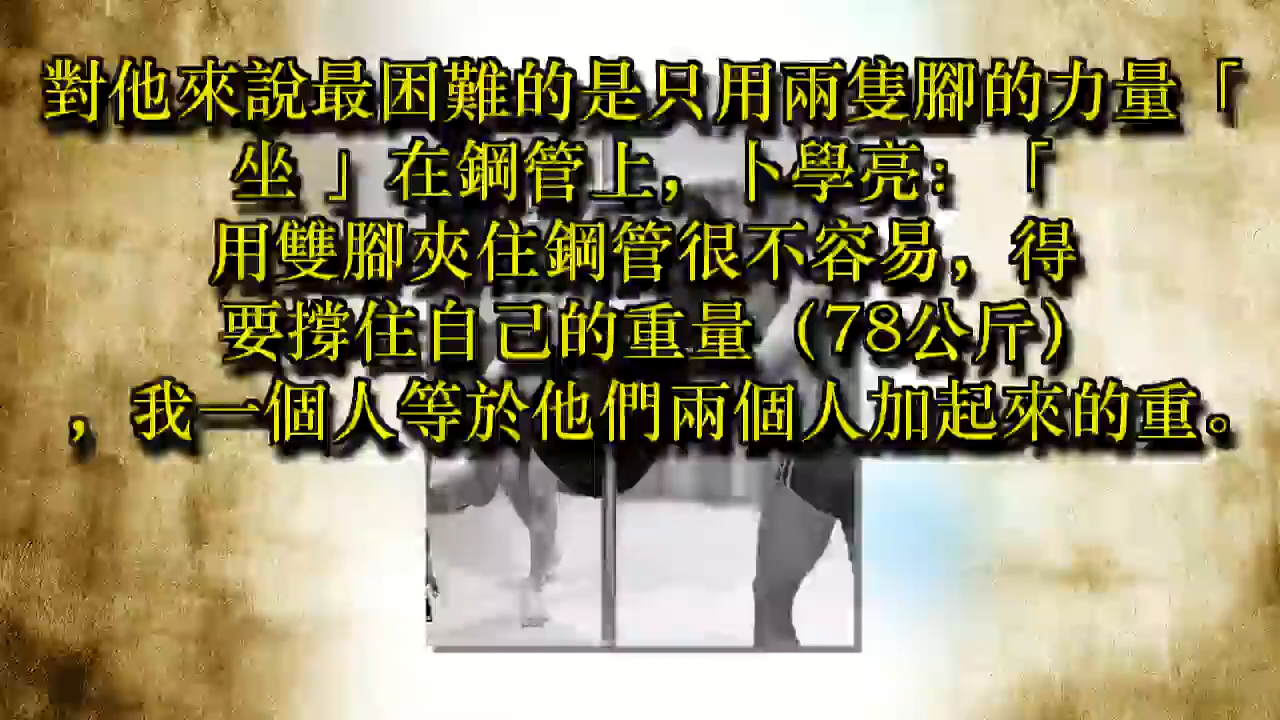 對他來說最困難的是只用兩隻腳的力量「
坐 」在鋼管上，卜學亮：「
用雙腳夾住鋼管很不容易，得
要撐住自己的重量（78公斤）
，我一個人等於他們兩個人加起來的重。